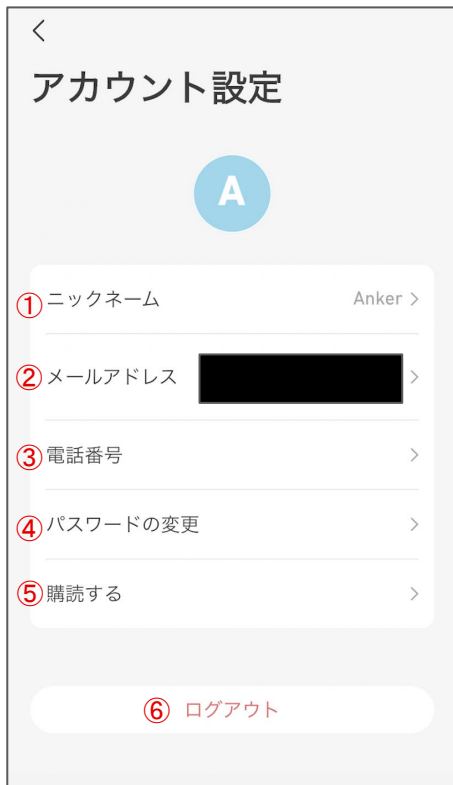 アカウント設定
A
①ニックネーム Anker >
②メールアドレス >
③電話番号 >
④パスワードの変更 >
⑤購読する >
⑥ ログアウト